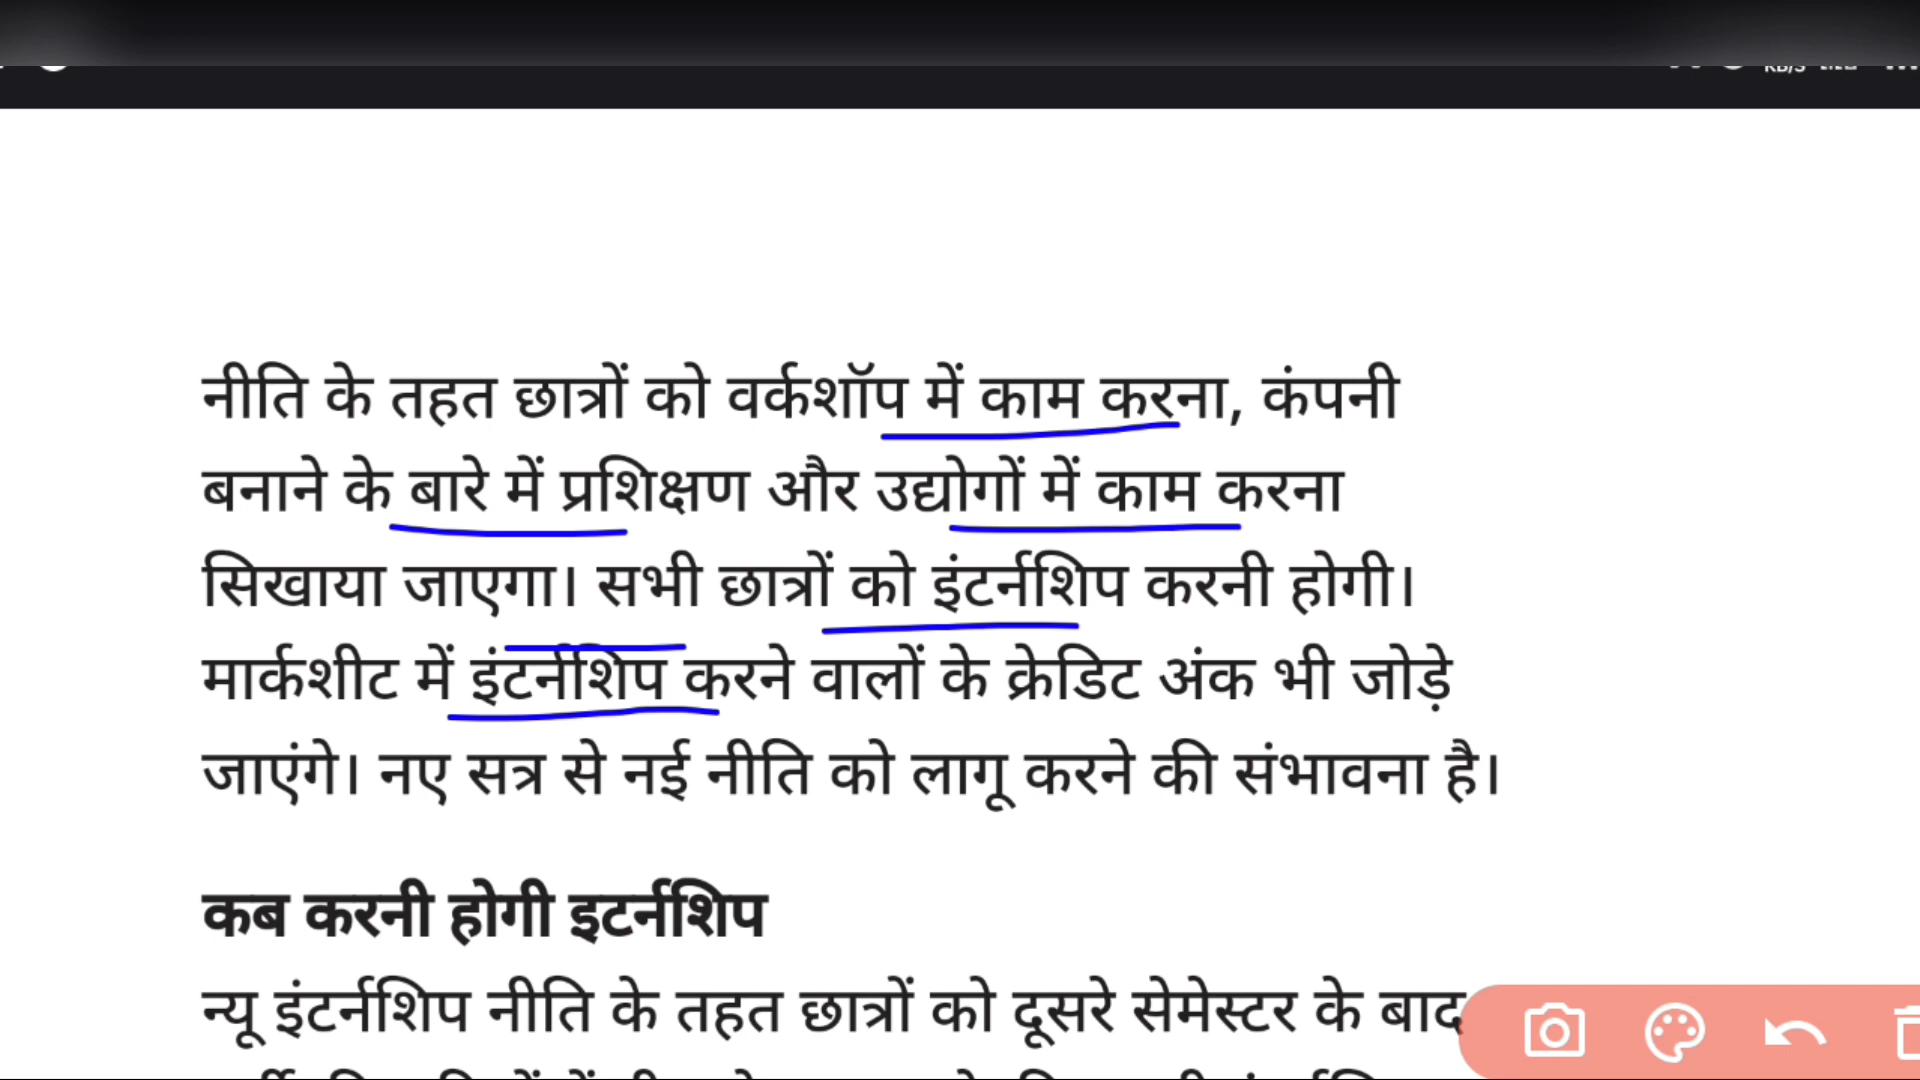 KB/S
नीति के तहत छात्रों को वर्कशॉप में काम करना, कंपनी
बनाने के बारे में प्रशिक्षण और उद्योगों में काम करना
सिखाया जाएगा। सभी छात्रों को इंटर्नशिप करनी होगी।
मार्कशीट में इंटर्नशिप करने वालों के क्रेडिट अंक भी जोड़े
जाएंगे। नए सत्र से नई नीति को लागू करने की संभावना है।
कब करनी होगी इटर्नशिप
न्यू इंटर्नशिप नीति के तहत छात्रों को दूसरे सेमेस्टर के बाद